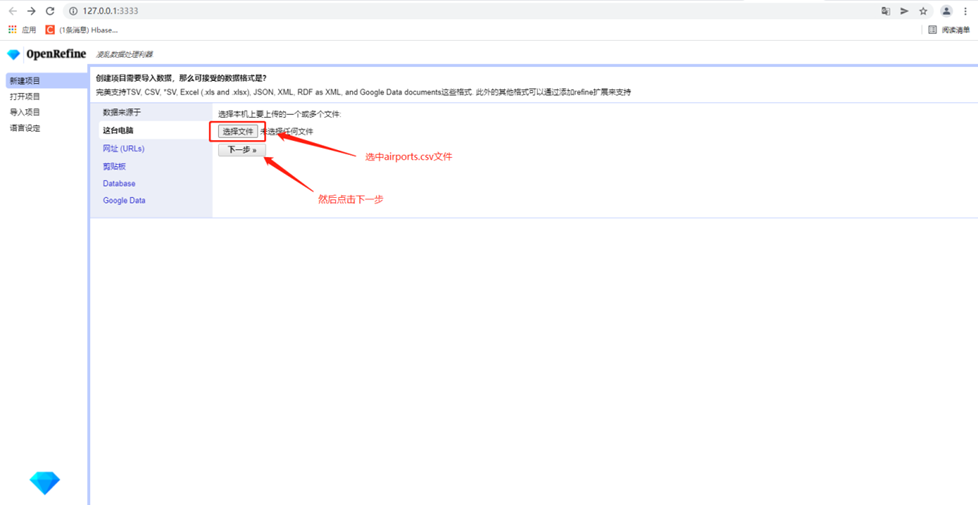 127.0.0.1:3333
应用
(1条消息) Hbase...
阅读清单
OpenRefine 凌乱数据处理利器
新建项目
打开项目
导入项目
语言设定
创建项目需要导入数据，那么可接受的数据格式是?
完美支持TSV, CSV, *SV, Excel (.xls and .xlsx), JSON, XML, RDF as XML, and Google Data documents这些格式. 此外的其他格式可以通过添加refine扩展来支持
数据来源于
这台电脑
网址 (URLs)
剪贴板
Database
Google Data
选择本机上要上传的一个或多个文件:
选择文件 未选择任何文件
下一步 »
选中airports.csv文件
然后点击下一步